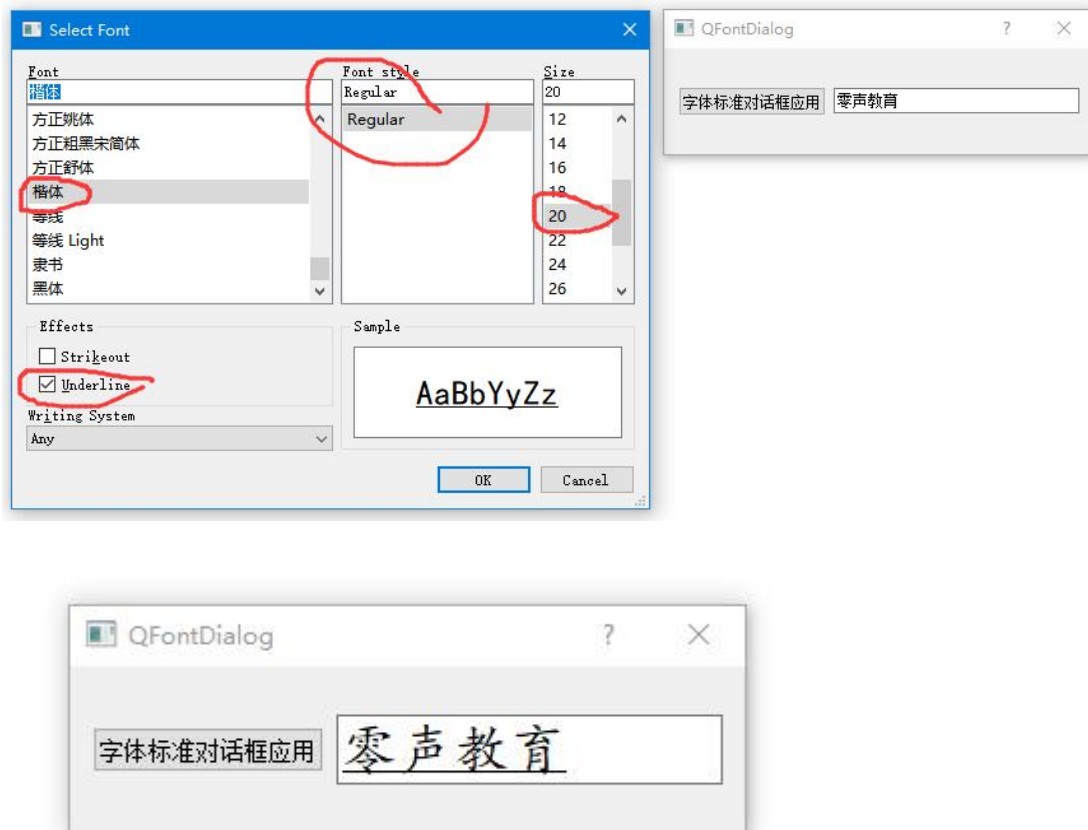 Select Font
Font
楷体
方正姚体
方正粗黑宋简体
方正舒体
楷体
等线
等线 Light
隶书
黑体
Font style
Regular
Regular
Size
20
12
14
16
18
20
22
24
26
Effects
Strikeout
Underline
Writing System
Any
Sample
AaBbYyZz
OK
Cancel
QFontDialog
?
字体标准对话框应用
零声教育
QFontDialog
?
字体标准对话框应用
零声教育